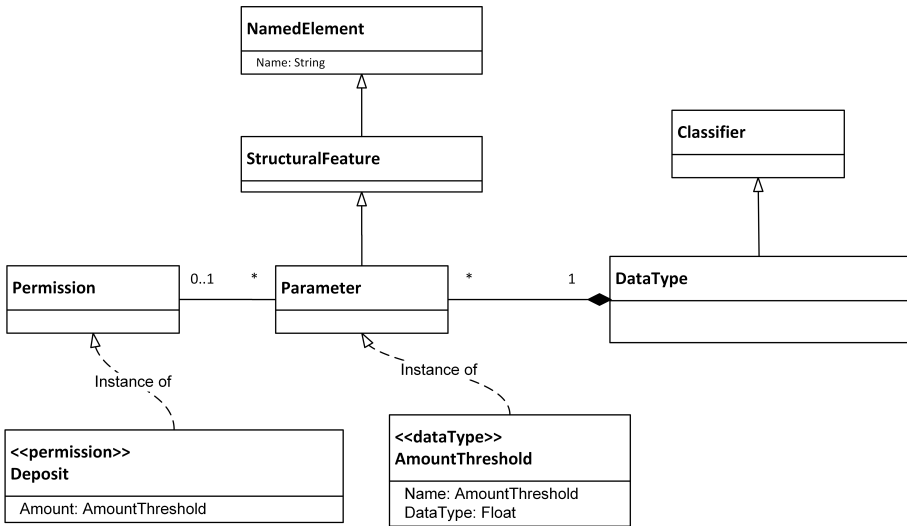 NamedElement
Name: String
Classifier
StructuralFeature
0..1
*
*
1
Permission
Parameter
DataType
Instance of
Instance of
<<permission>>
Deposit
Amount: AmountThreshold
<<dataType>>
AmountThreshold
Name: AmountThreshold
DataType: Float